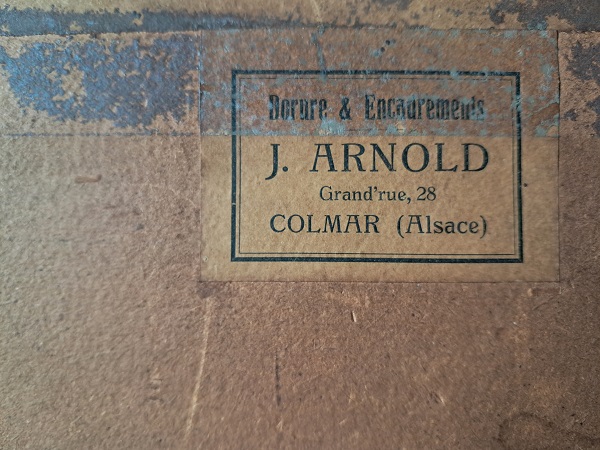 Dorure & Encadrements
J. ARNOLD
Grand'rue, 28
COLMAR (Alsace)